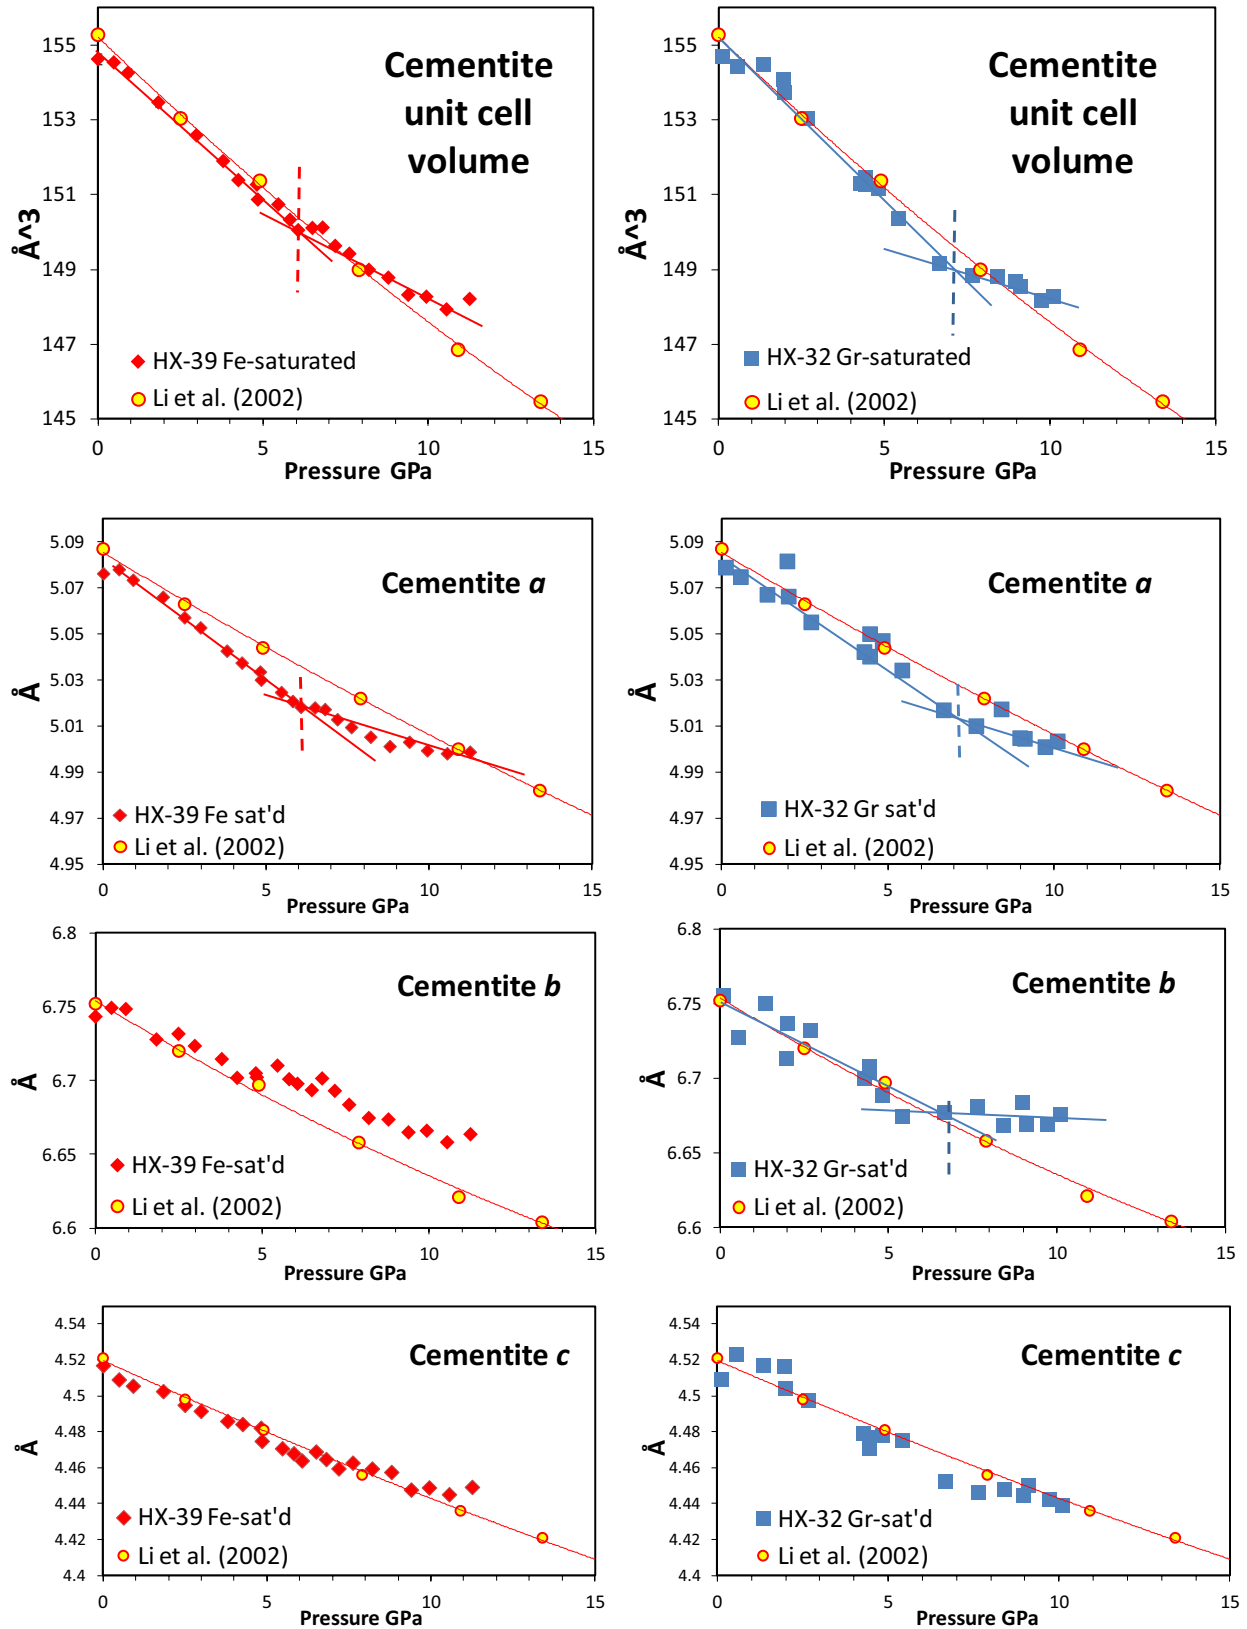 155
153
151
149
147
145
Å^3
Cementite
unit cell
volume
HX-39 Fe-saturated
Li et al. (2002)
0
5
10
15
Pressure GPa
155
153
151
149
147
145
Å^3
Cementite
unit cell
volume
HX-32 Gr-saturated
Li et al. (2002)
0
5
10
15
Pressure GPa
5.09
5.07
5.05
5.03
5.01
4.99
4.97
4.95
Å
Cementite a
HX-39 Fe sat'd
Li et al. (2002)
0
5
10
15
Pressure GPa
5.09
5.07
5.05
5.03
5.01
4.99
4.97
4.95
Å
Cementite a
HX-32 Gr sat'd
Li et al. (2002)
0
5
10
15
Pressure GPa
6.8
6.75
6.7
6.65
6.6
Å
Cementite b
HX-39 Fe-sat'd
Li et al. (2002)
0
5
10
15
Pressure GPa
6.8
6.75
6.7
6.65
6.6
Å
Cementite b
HX-32 Gr-sat'd
Li et al. (2002)
0
5
10
15
Pressure GPa
4.54
4.52
4.5
4.48
4.46
4.44
4.42
4.4
Å
Cementite c
HX-39 Fe-sat'd
Li et al. (2002)
0
5
10
15
Pressure GPa
4.54
4.52
4.5
4.48
4.46
4.44
4.42
4.4
Å
Cementite c
HX-32 Gr-sat'd
Li et al. (2002)
0
5
10
15
Pressure GPa